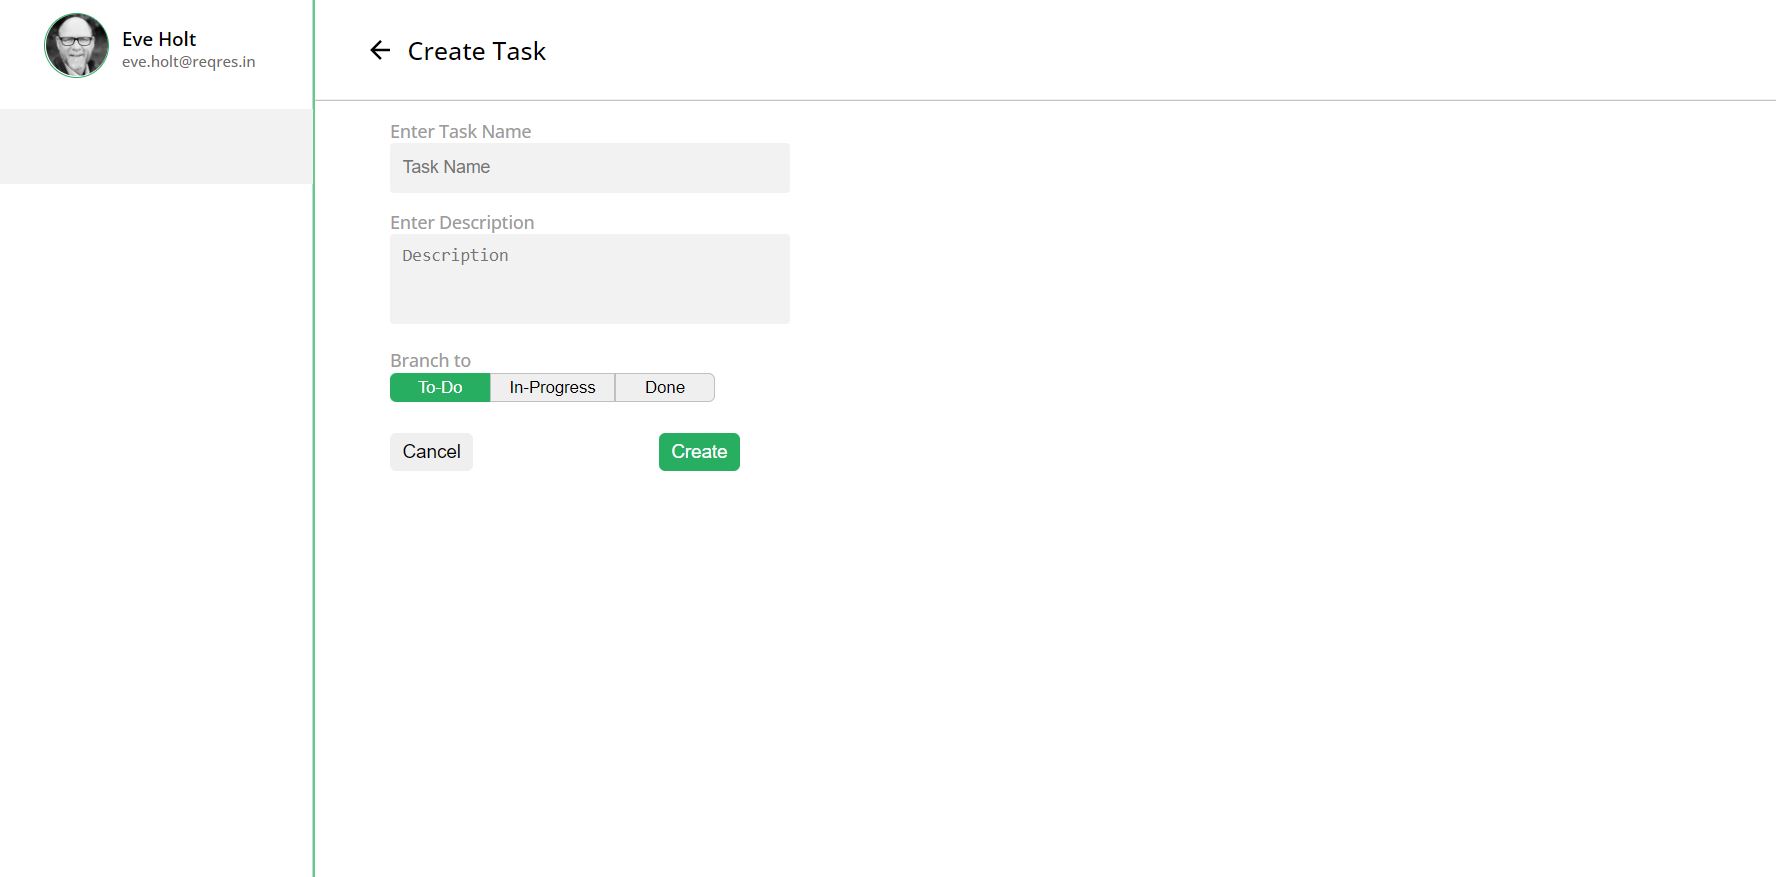 Eve Holt
eve.holt@reqres.in
Create Task
Enter Task Name
Task Name
Enter Description
Description
Branch to
To-Do In-Progress Done
Cancel Create